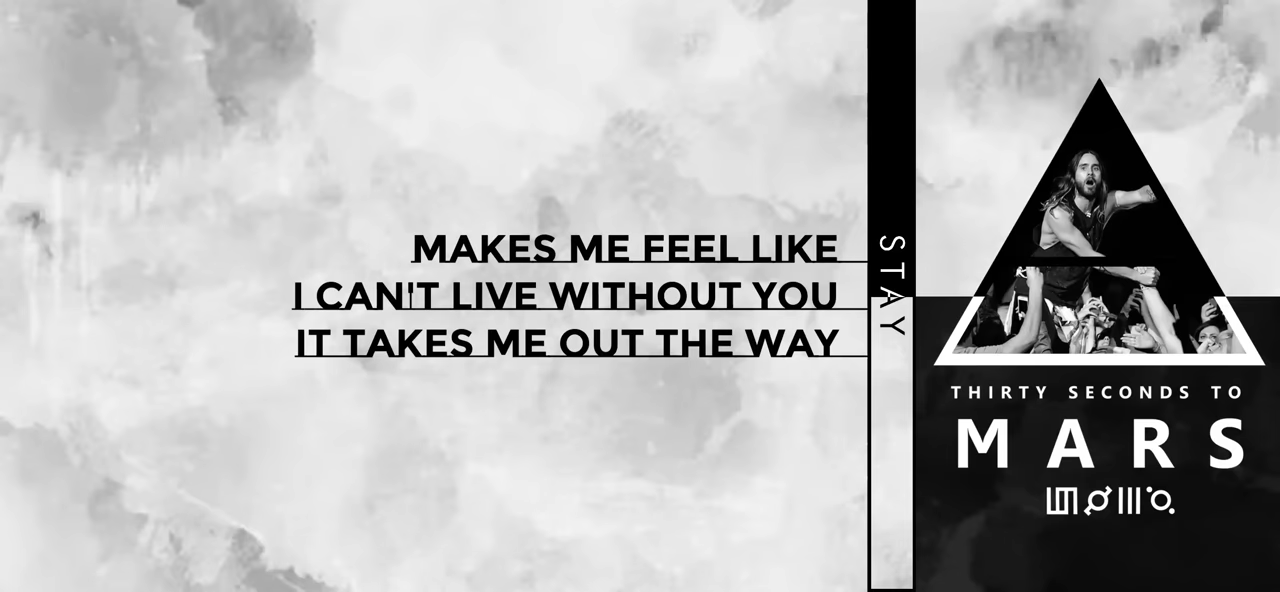 MAKES ME FEEL LIKE
I CAN'T LIVE WITHOUT YOU
IT TAKES ME OUT THE WAY
STAY
THIRTY SECONDS TO
MARS